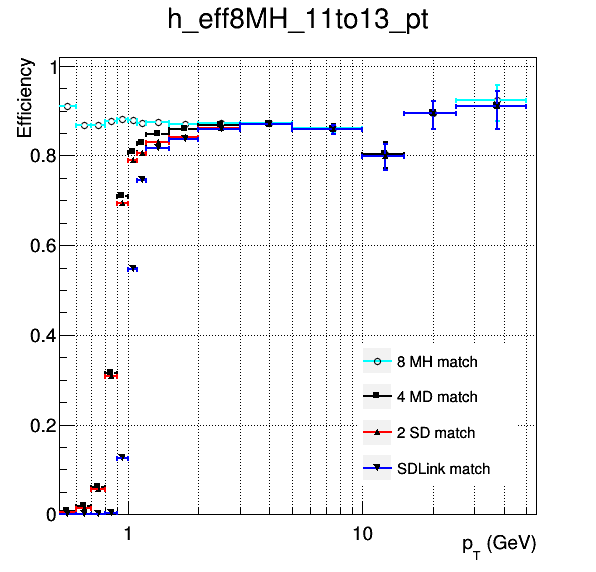 h_eff8MH_11to13_pt
Efficiency
1
0.8
0.6
0.4
0.2
0
8 MH match
4 MD match
2 SD match
SDLink match
1
10
p_T (GeV)